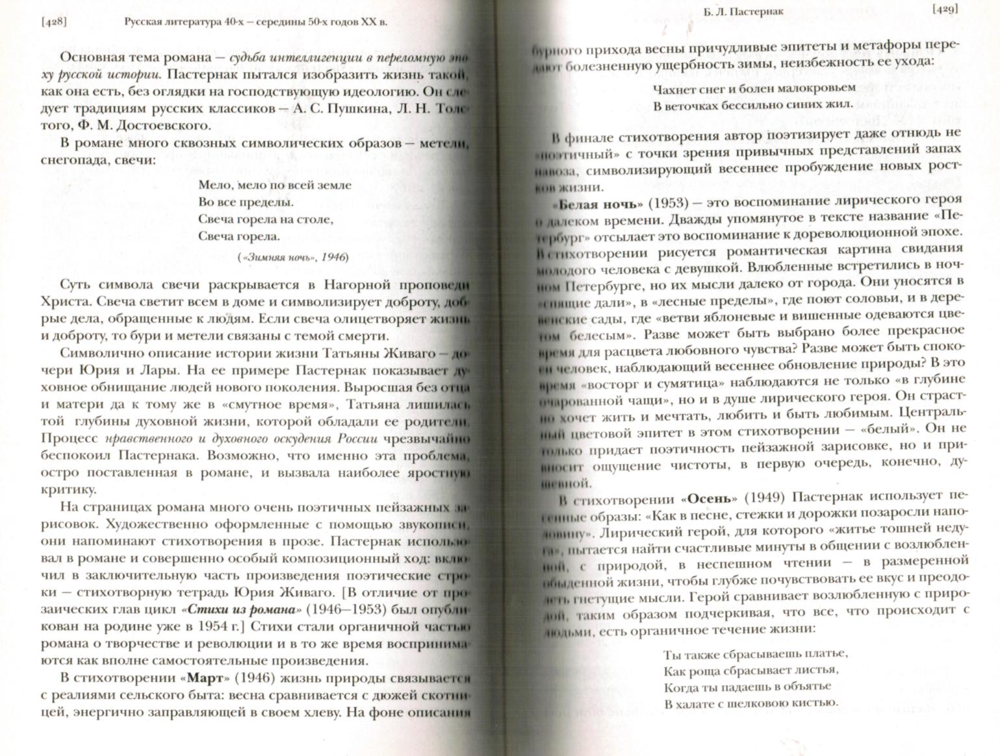 [428]
Русская литература 40-х – середины 50-х годов XX в.
Основная тема романа – судьба интеллигенции в переломную эпо-
ху русской истории. Пастернак пытался изобразить жизнь такой,
как она есть, без оглядки на господствующую идеологию. Он сле-
дует традициям русских классиков – А. С. Пушкина, Л. Н. Толс-
того, Ф. М. Достоевского.
В романе много сквозных символических образов – метели,
снегопада, свечи:
Мело, мело по всей земле
Во все пределы.
Свеча горела на столе,
Свеча горела.
(«Зимняя ночь», 1946)
Суть символа свечи раскрывается в Нагорной проповеди
Христа. Свеча светит всем в доме и символизирует доброту, доб-
рые дела, обращенные к людям. Если свеча олицетворяет жизнь
и доброту, то бури и метели связаны с темой смерти.
Символично описание истории жизни Татьяны Живаго – до-
чери Юрия и Лары. На ее примере Пастернак показывает ду-
ховное обнищание людей нового поколения. Выросшая без отца
и матери да к тому же в «смутное время», Татьяна лишилась
той глубины духовной жизни, которой обладали ее родители.
Процесс нравственного и духовного оскудения России чрезвычайно
беспокоил Пастернака. Возможно, что именно эта проблема,
остро поставленная в романе, и вызвала наиболее яростную
критику.
На страницах романа много очень поэтичных пейзажных за-
рисовок. Художественно оформленные с помощью звукописи,
они напоминают стихотворения в прозе. Пастернак использо-
вал в романе и совершенно особый композиционный ход: вклю-
чил в заключительную часть произведения поэтические стро-
ки – стихотворную тетрадь Юрия Живаго. [В отличие от про-
заических глав цикл «Стихи из романа» (1946–1953) был опубли-
кован на родине уже в 1954 г.] Стихи стали органичной частью
романа о творчестве и революции и в то же время воспринима-
ются как вполне самостоятельные произведения.
В стихотворении «Март» (1946) жизнь природы связывается
с реалиями сельского быта: весна сравнивается с дюжей скотни-
цей, энергично заправляющей в своем хлеву. На фоне описания
Б. Л. Пастернак
[429]
бурного прихода весны причудливые эпитеты и метафоры пере-
дают болезненную ущербность зимы, неизбежность ее ухода:
Чахнет снег и болен малокровьем
В веточках бессильно синих жил.
В финале стихотворения автор поэтизирует даже отнюдь не
«поэтичный» с точки зрения привычных представлений запах
навоза, символизирующий весеннее пробуждение новых рост-
ков жизни.
«Белая ночь» (1953) – это воспоминание лирического героя
о далеком времени. Дважды упомянутое в тексте название «Пе-
тербург» отсылает это воспоминание к дореволюционной эпохе.
В стихотворении рисуется романтическая картина свидания
молодого человека с девушкой. Влюбленные встретились в ноч-
ном Петербурге, но их мысли далеко от города. Они уносятся в
«спящие дали», в «лесные пределы», где поют соловьи, и в дере-
венские сады, где «ветви яблоневые и вишенные одеваются цве-
том белесым». Разве может быть выбрано более прекрасное
время для расцвета любовного чувства? Разве может быть споко-
ен человек, наблюдающий весеннее обновление природы? В это
время «восторг и сумятица» наблюдаются не только «в глубине
очарованной чащи», но и в душе лирического героя. Он страст-
но хочет жить и мечтать, любить и быть любимым. Централь-
ный цветовой эпитет в этом стихотворении – «белый». Он не
только придает поэтичность пейзажной зарисовке, но и при-
вносит ощущение чистоты, в первую очередь, конечно, ду-
шевной.
В стихотворении «Осень» (1949) Пастернак использует пе-
сенные образы: «Как в песне, стежки и дорожки позаросли напо-
ловину». Лирический герой, для которого «житье тошней неду-
га», пытается найти счастливые минуты в общении с возлюблен-
ной, с природой, в неспешном чтении – в размеренной
обыденной жизни, чтобы глубже почувствовать ее вкус и преодо-
леть гнетущие мысли. Герой сравнивает возлюбленную с приро-
дой, таким образом подчеркивая, что все, что происходит с
людьми, есть органичное течение жизни:
Ты также сбрасываешь платье,
Как роща сбрасывает листья,
Когда ты падаешь в объятье
В халате с шелковою кистью.